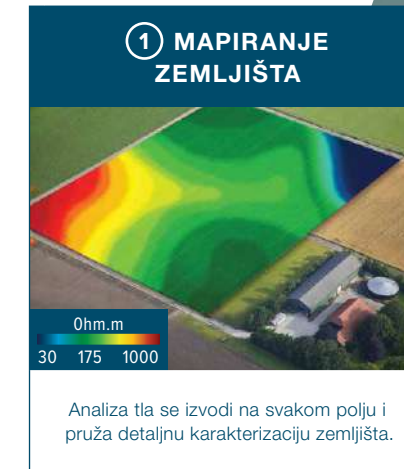 1 MAPIRANJE
ZEMLJIŠTA
Ohm.m
30 175 1000
Analiza tla se izvodi na svakom polju i
pruža detaljnu karakterizaciju zemljišta.